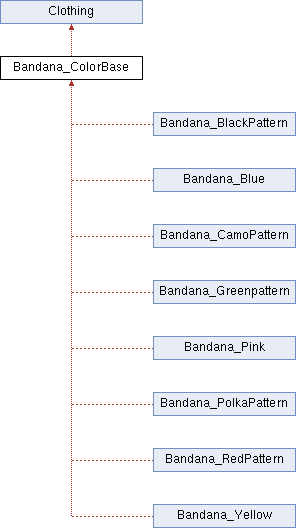 Clothing
Bandana_ColorBase
Bandana_BlackPattern
Bandana_Blue
Bandana_CamoPattern
Bandana_Greenpattern
Bandana_Pink
Bandana_PolkaPattern
Bandana_RedPattern
Bandana_Yellow